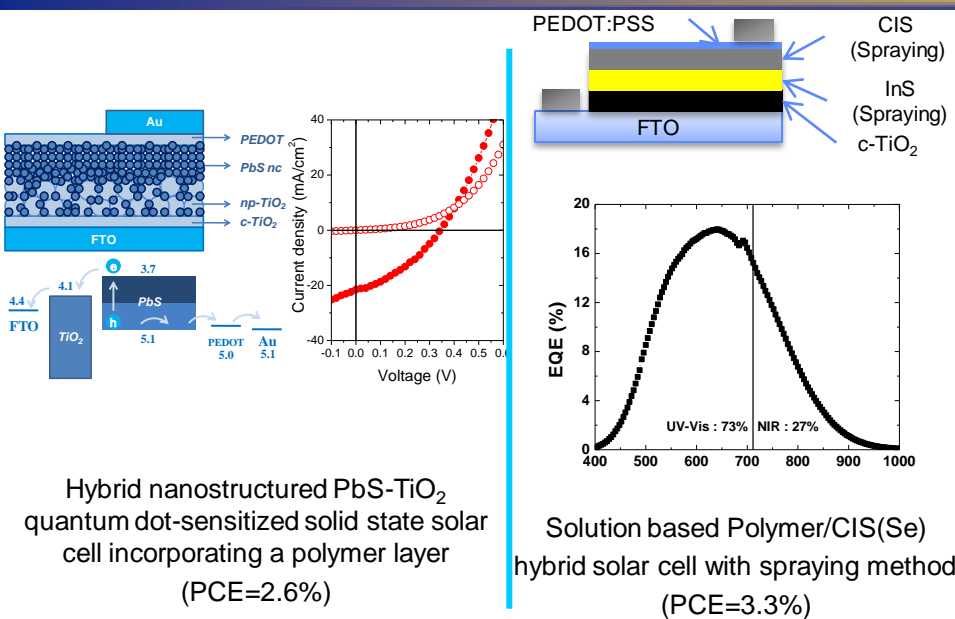 Au
PEDOT
PbS nc
np-TiO₂
c-TiO₂
FTO
e
3.7
4.1
4.4
FTO
PbS
TiO₂
h
5.1
PEDOT
5.0
Au
5.1
Current density (mA/cm²)
40
20
0
-20
-40
-0.1 0.0 0.1 0.2 0.3 0.4 0.5 0.6
Voltage (V)
Hybrid nanostructured PbS-TiO₂
quantum dot-sensitized solid state solar
cell incorporating a polymer layer
(PCE=2.6%)
PEDOT:PSS
CIS
(Spraying)
InS
(Spraying)
c-TiO₂
FTO
EQE (%)
20
16
12
8
4
0
UV-Vis : 73% NIR : 27%
400 500 600 700 800 900 1000
Solution based Polymer/CIS(Se)
hybrid solar cell with spraying method
(PCE=3.3%)